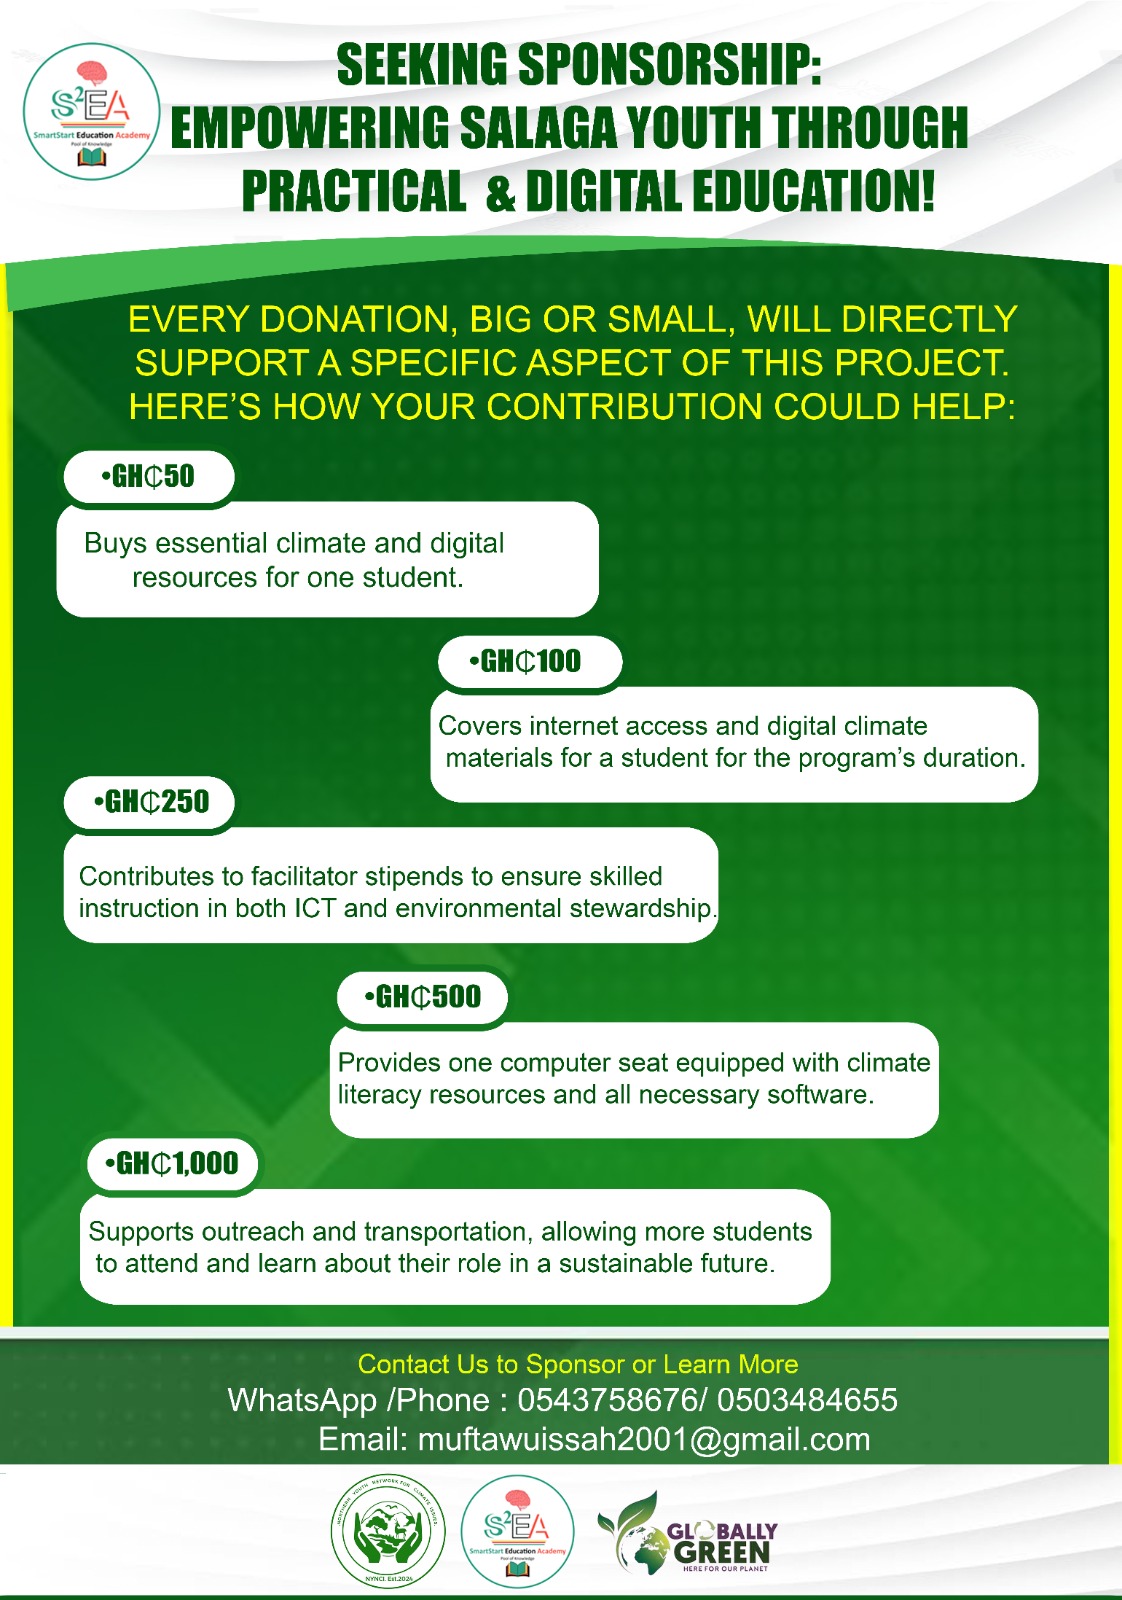 S²EA
SmartStart Education Academy
Pool of Knowledge
SEEKING SPONSORSHIP:
EMPOWERING SALAGA YOUTH THROUGH
PRACTICAL & DIGITAL EDUCATION!
EVERY DONATION, BIG OR SMALL, WILL DIRECTLY
SUPPORT A SPECIFIC ASPECT OF THIS PROJECT.
HERE’S HOW YOUR CONTRIBUTION COULD HELP:
•GH₵50
Buys essential climate and digital
resources for one student.
•GH₵100
Covers internet access and digital climate
materials for a student for the program’s duration.
•GH₵250
Contributes to facilitator stipends to ensure skilled
instruction in both ICT and environmental stewardship.
•GH₵500
Provides one computer seat equipped with climate
literacy resources and all necessary software.
•GH₵1,000
Supports outreach and transportation, allowing more students
to attend and learn about their role in a sustainable future.
Contact Us to Sponsor or Learn More
WhatsApp /Phone : 0543758676/ 0503484655
Email: muftawuissah2001@gmail.com
NORTHERN YOUTH NETWORK FOR CLIMATE ISSUES
NYNCI, Est.2024
S²EA
SmartStart Education Academy
Pool of Knowledge
GLOBALLY
GREEN
HERE FOR OUR PLANET